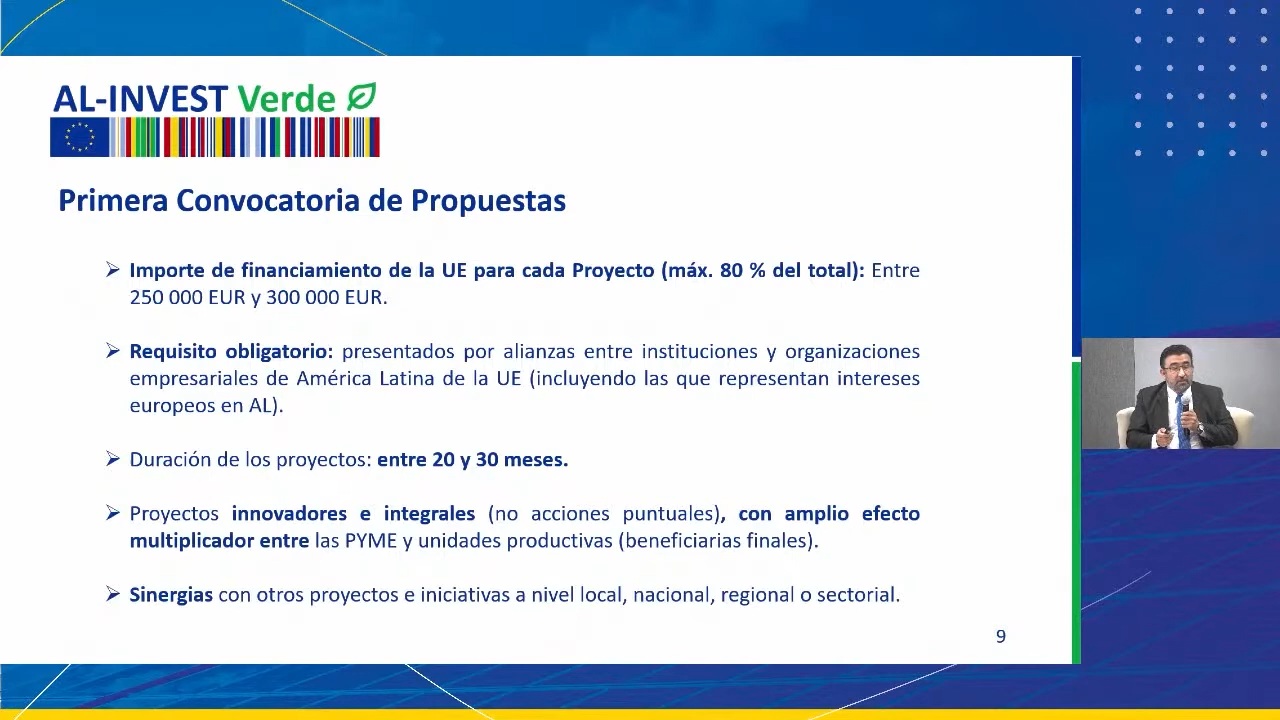 AL-INVEST Verde
Primera Convocatoria de Propuestas
➢ Importe de financiamiento de la UE para cada Proyecto (máx. 80 % del total): Entre
250 000 EUR y 300 000 EUR.
➢ Requisito obligatorio: presentados por alianzas entre instituciones y organizaciones
empresariales de América Latina de la UE (incluyendo las que representan intereses
europeos en AL).
➢ Duración de los proyectos: entre 20 y 30 meses.
➢ Proyectos innovadores e integrales (no acciones puntuales), con amplio efecto
multiplicador entre las PYME y unidades productivas (beneficiarias finales).
➢ Sinergias con otros proyectos e iniciativas a nivel local, nacional, regional o sectorial.
9